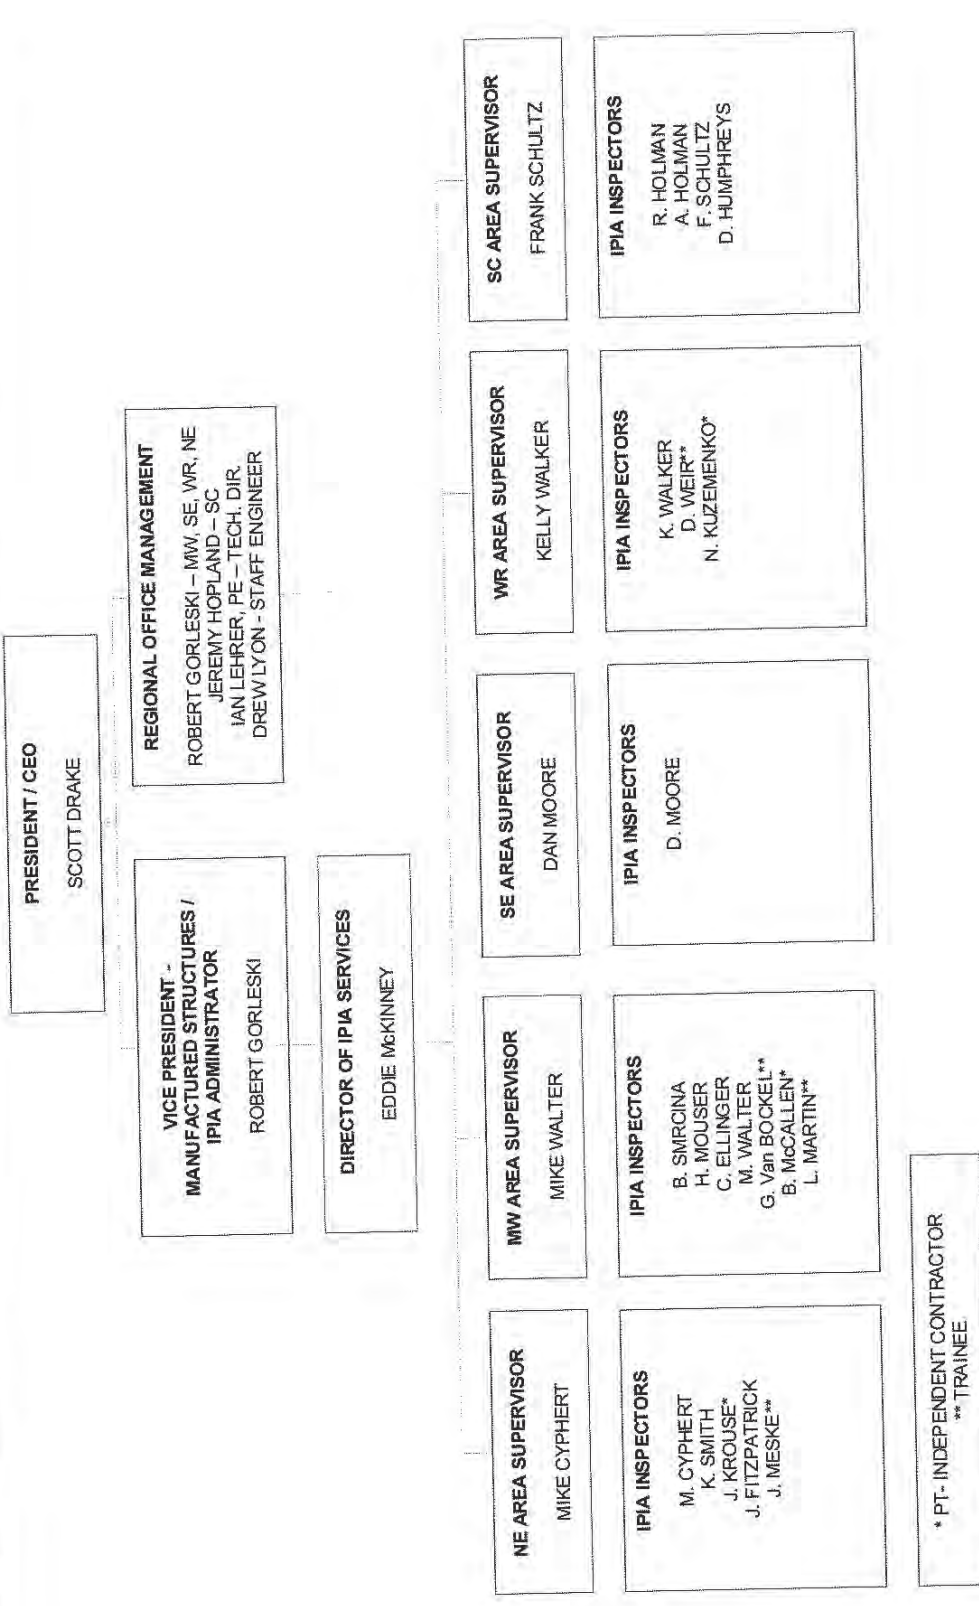 PRESIDENT / CEO
SCOTT DRAKE
VICE PRESIDENT -
MANUFACTURED STRUCTURES /
IPIA ADMINISTRATOR
ROBERT GORLESKI
REGIONAL OFFICE MANAGEMENT
ROBERT GORLESKI – MW, SE, WR, NE
JEREMY HOPLAND – SC
IAN LEHRER, PE – TECH. DIR.
DREW LYON - STAFF ENGINEER
DIRECTOR OF IPIA SERVICES
EDDIE McKINNEY
NE AREA SUPERVISOR
MIKE CYPHERT
MW AREA SUPERVISOR
MIKE WALTER
SE AREA SUPERVISOR
DAN MOORE
WR AREA SUPERVISOR
KELLY WALKER
SC AREA SUPERVISOR
FRANK SCHULTZ
IPIA INSPECTORS
M. CYPHERT
K. SMITH
J. KROUSE*
J. FITZPATRICK
J. MESKE**
IPIA INSPECTORS
B. SMRCINA
H. MOUSER
C. ELLINGER
M. WALTER
G. Van BOCKEL**
B. McCALLEN*
L. MARTIN**
IPIA INSPECTORS
D. MOORE
IPIA INSPECTORS
K. WALKER
D. WEIR**
N. KUZEMENKO*
IPIA INSPECTORS
R. HOLMAN
A. HOLMAN
F. SCHULTZ
D. HUMPHREYS
* PT- INDEPENDENT CONTRACTOR
** TRAINEE